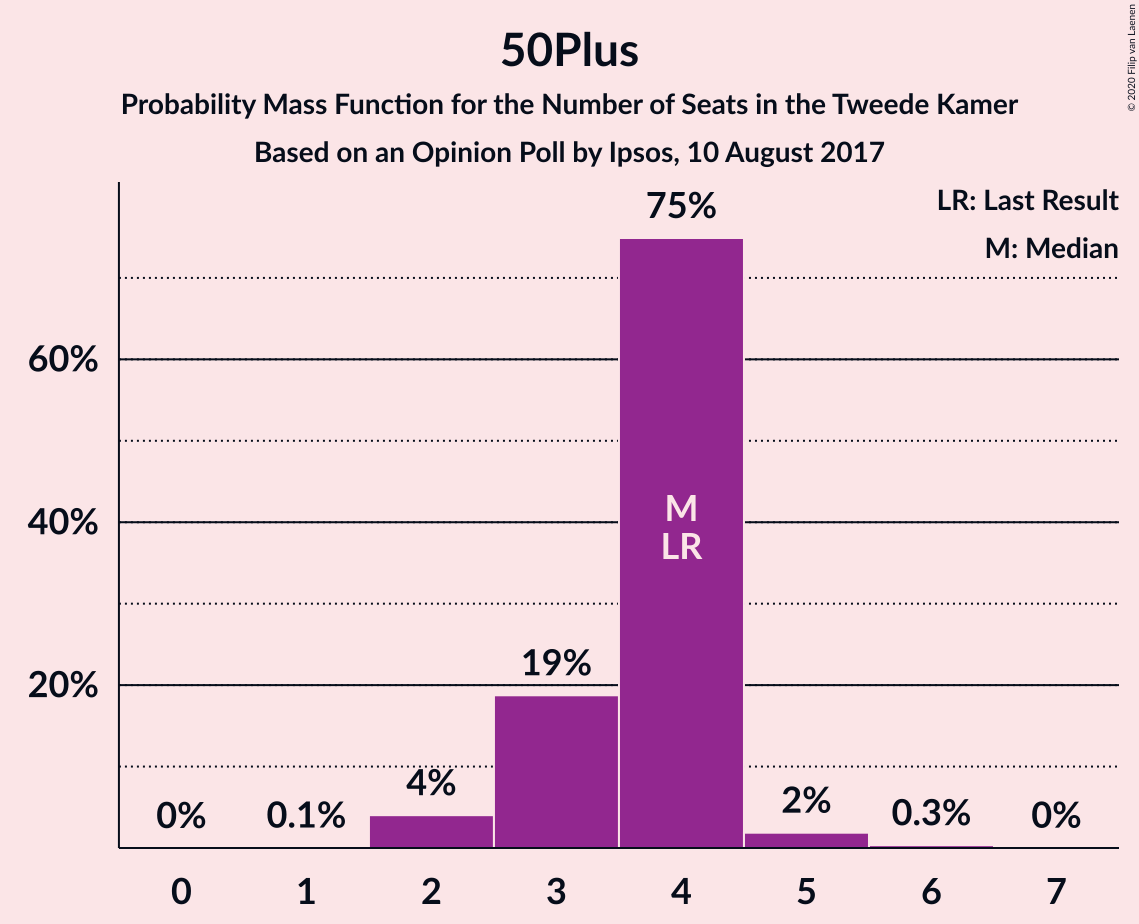 50Plus
Probability Mass Function for the Number of Seats in the Tweede Kamer
Based on an Opinion Poll by Ipsos, 10 August 2017
© 2020 Filip van Laenen
LR: Last Result
M: Median
60%
40%
20%
0%
0.1%
4%
19%
75%
M
LR
2%
0.3%
0%
0 1 2 3 4 5 6 7